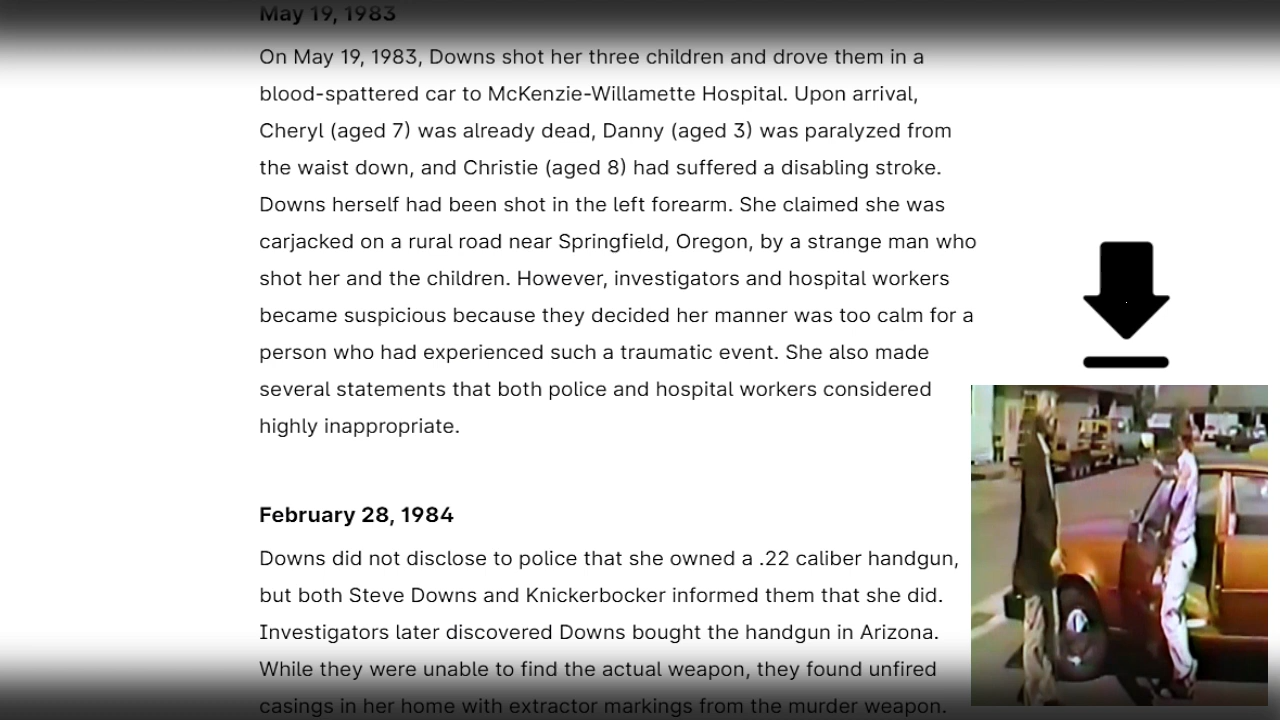 May 19, 1983
On May 19, 1983, Downs shot her three children and drove them in a
blood-spattered car to McKenzie-Willamette Hospital. Upon arrival,
Cheryl (aged 7) was already dead, Danny (aged 3) was paralyzed from
the waist down, and Christie (aged 8) had suffered a disabling stroke.
Downs herself had been shot in the left forearm. She claimed she was
carjacked on a rural road near Springfield, Oregon, by a strange man who
shot her and the children. However, investigators and hospital workers
became suspicious because they decided her manner was too calm for a
person who had experienced such a traumatic event. She also made
several statements that both police and hospital workers considered
highly inappropriate.
February 28, 1984
Downs did not disclose to police that she owned a .22 caliber handgun,
but both Steve Downs and Knickerbocker informed them that she did.
Investigators later discovered Downs bought the handgun in Arizona.
While they were unable to find the actual weapon, they found unfired
casings in her home with extractor markings from the murder weapon.